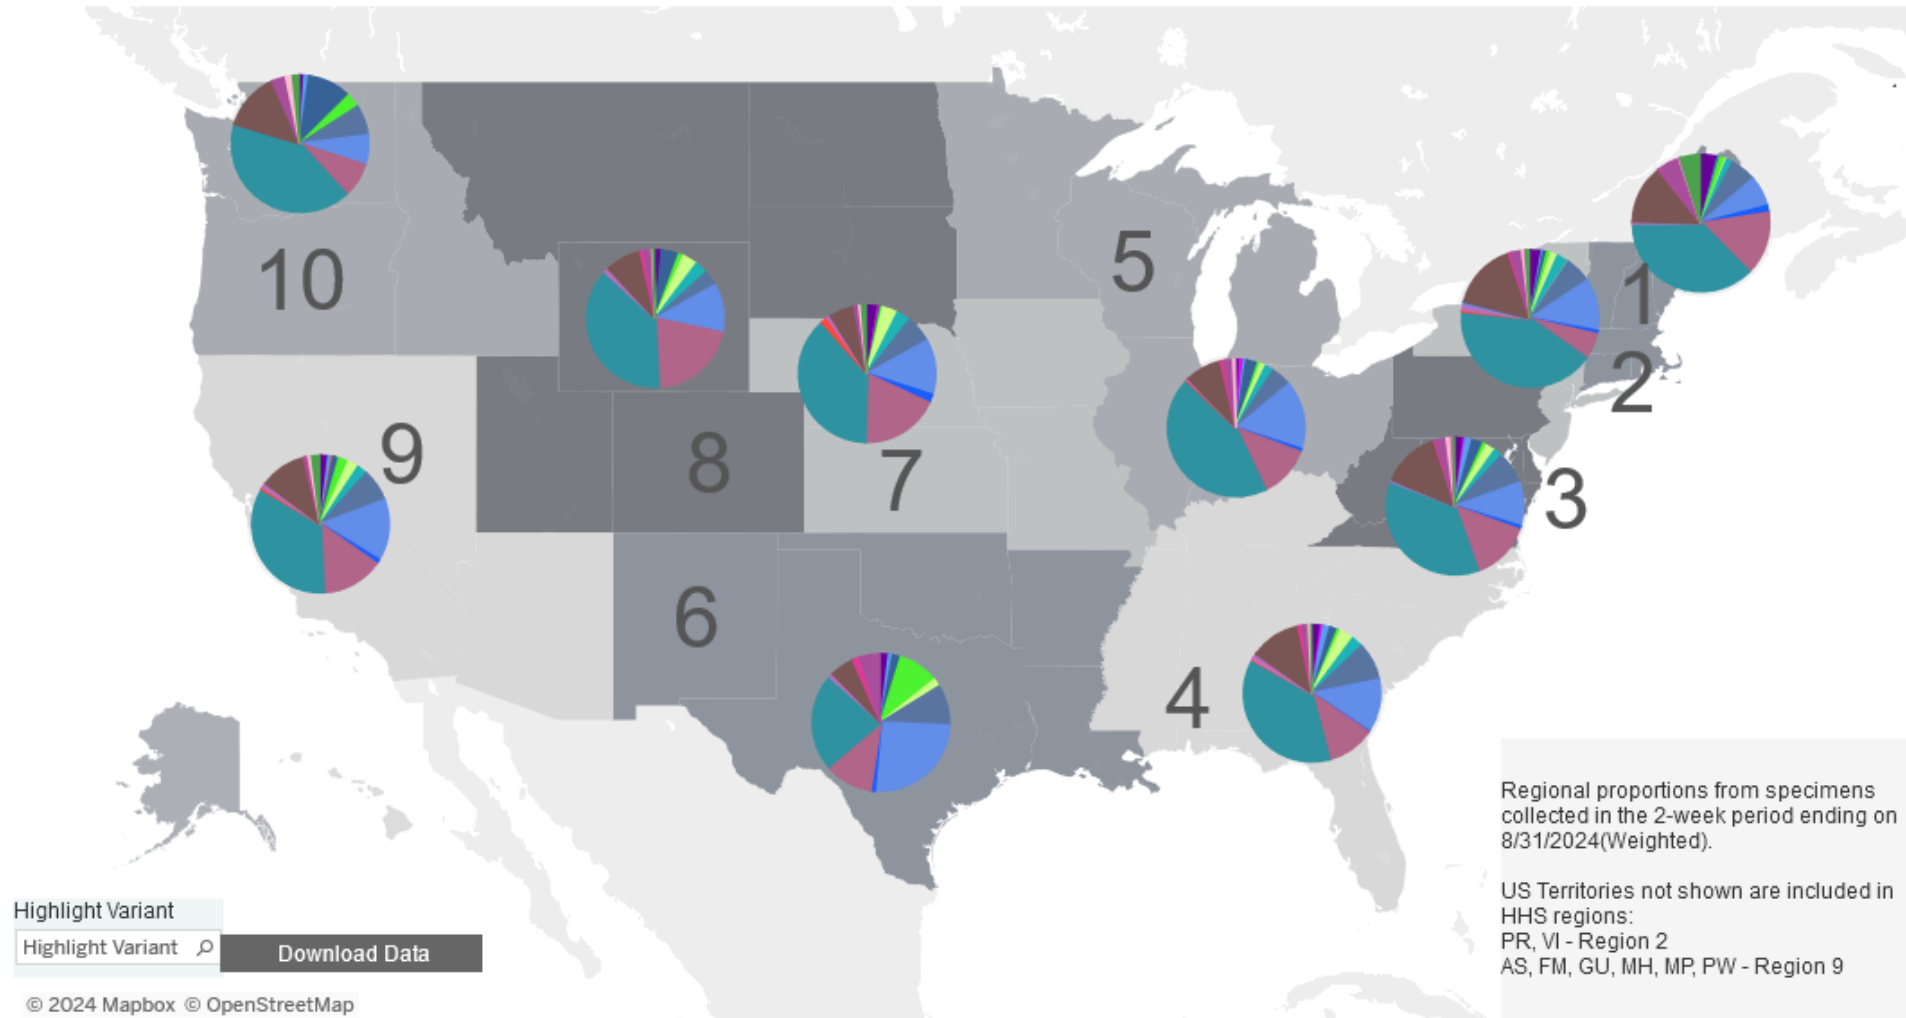 10
5
1
2
9
8
7
3
6
4
Regional proportions from specimens
collected in the 2-week period ending on
8/31/2024(Weighted).
US Territories not shown are included in
HHS regions:
PR, VI - Region 2
AS, FM, GU, MH, MP, PW - Region 9
Highlight Variant
Highlight Variant
Download Data
© 2024 Mapbox © OpenStreetMap